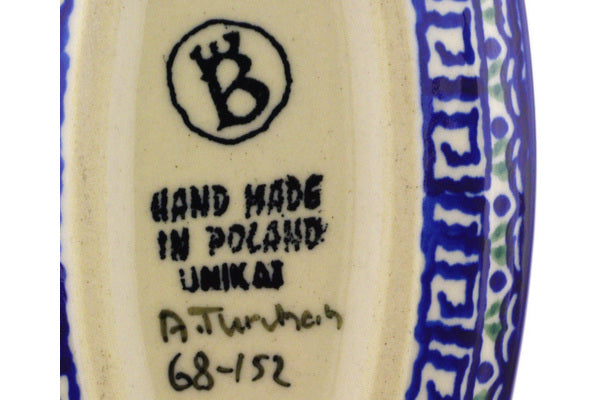 B
HAND MADE
IN POLAND
UNIKAT
68-152